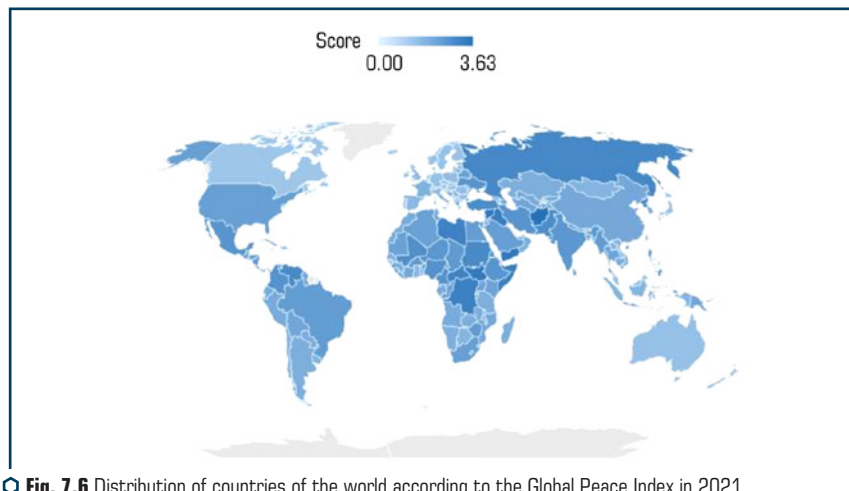 Score
0.00 3.63
Fig. 7.6 Distribution of countries of the world according to the Global Peace Index in 2021